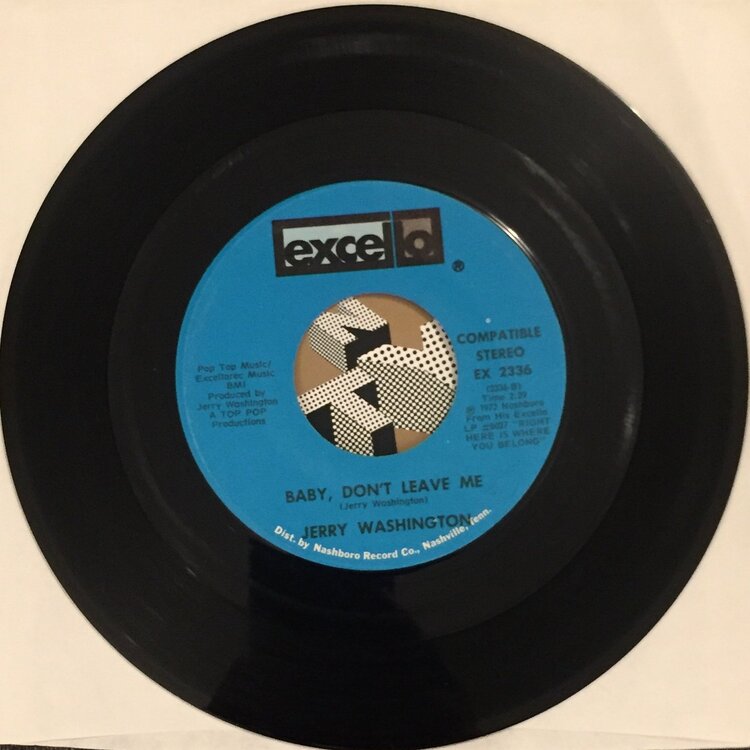 excello ®
COMPATIBLE
STEREO
EX 2336
(2336-B)
Time 2:39
℗ 1972 Nashboro
From His Excello
LP #8027 "RIGHT
HERE IS WHERE
YOU BELONG"
Pop Top Music/
Excellorec Music
BMI
Produced by
Jerry Washington
A TOP POP
Productions
BABY, DON'T LEAVE ME
(Jerry Washington)
JERRY WASHINGTON
Dist. by Nashboro Record Co., Nashville, Tenn.